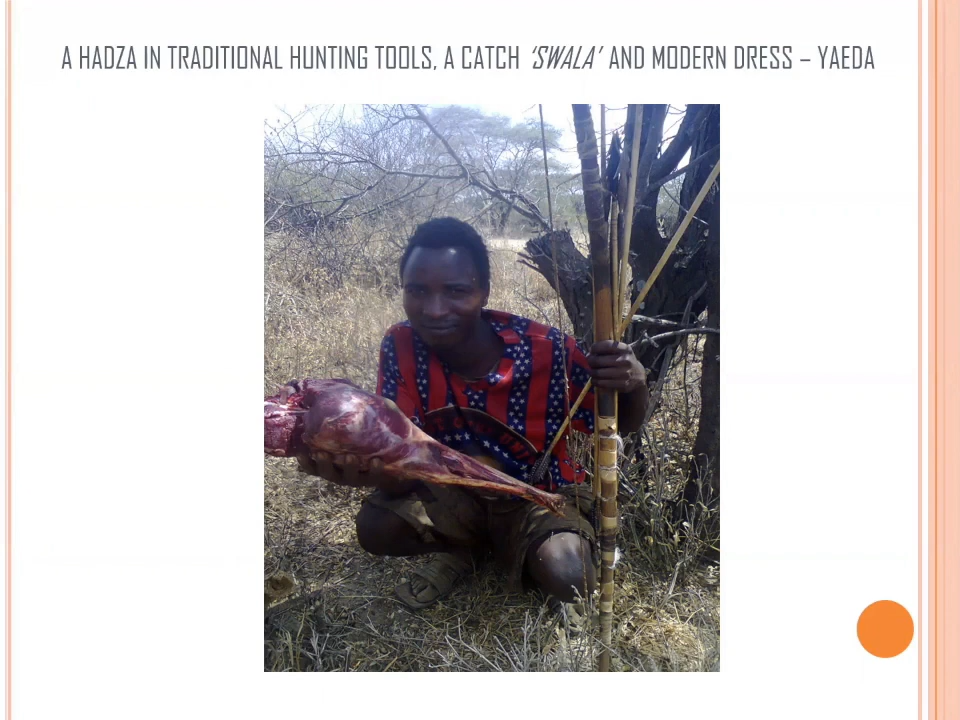 A HADZA IN TRADITIONAL HUNTING TOOLS, A CATCH ‘SWALA’ AND MODERN DRESS – YAEDA